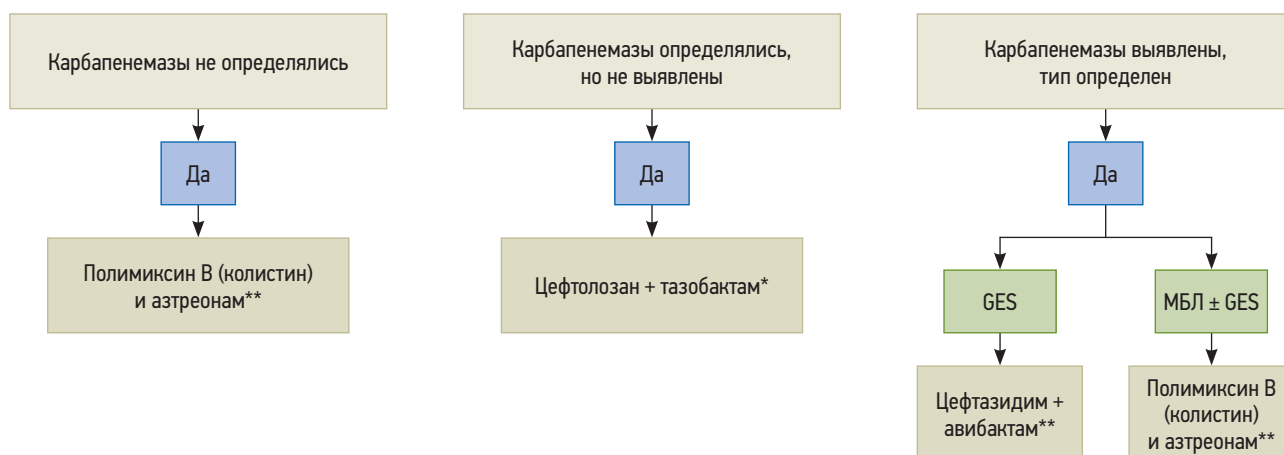 Карбапенемазы не определялись
Да
Полимиксин В (колистин)
и азтреонам**
Карбапенемазы определялись,
но не выявлены
Да
Цефтолозан + тазобактам*
Карбапенемазы выявлены,
тип определен
Да
GES
МБЛ ± GES
Цефтазидим +
авибактам**
Полимиксин В
(колистин)
и азтреонам**